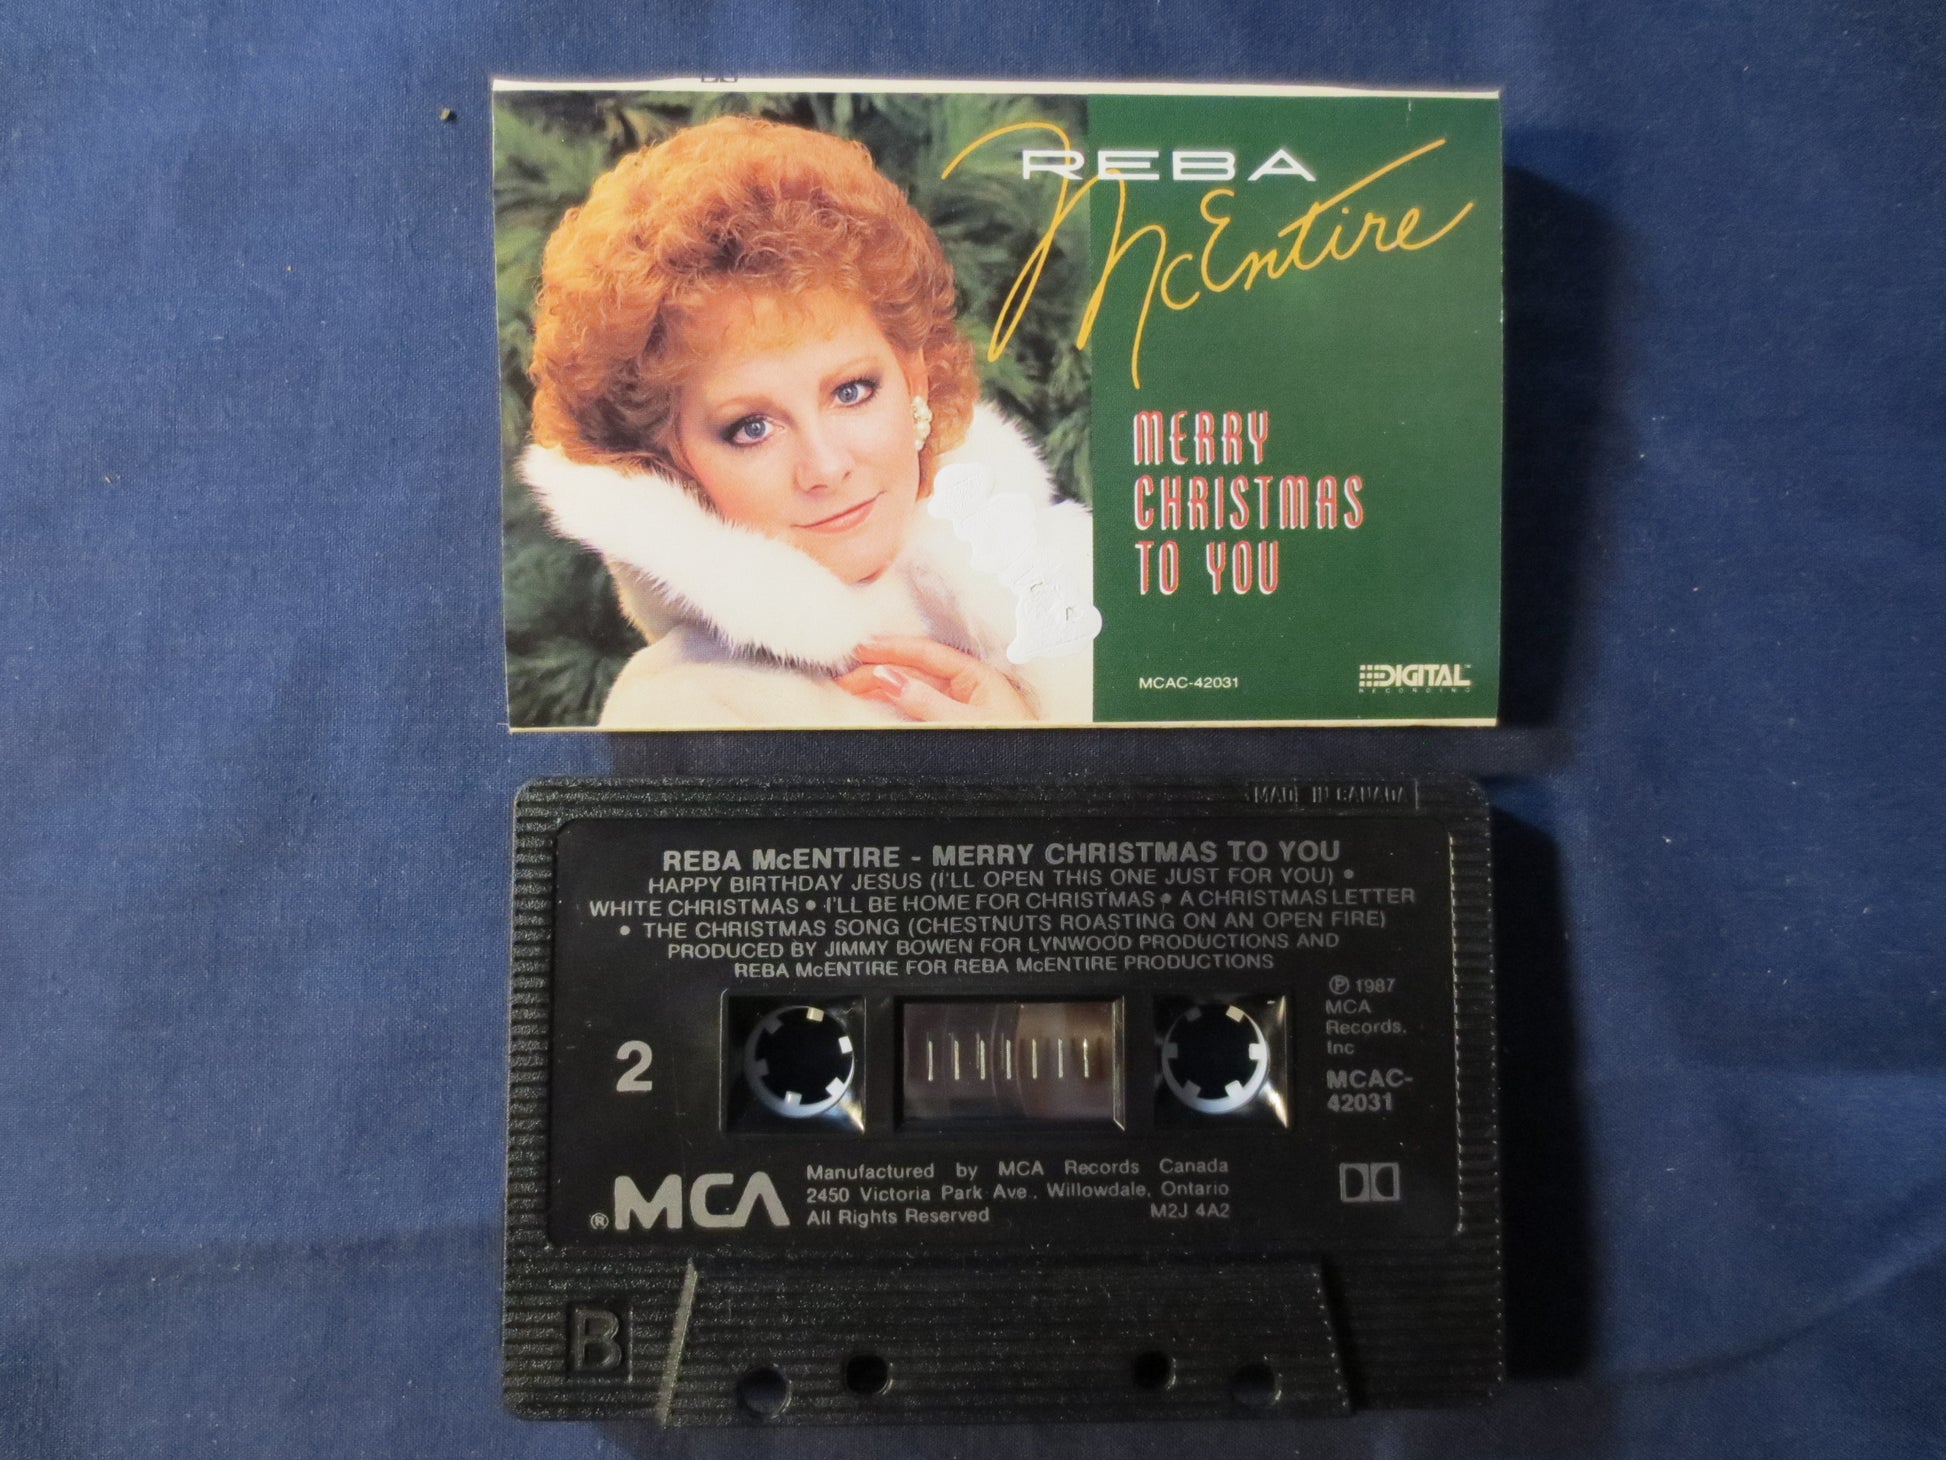 REBA
McEntire
MERRY
CHRISTMAS
TO YOU
MCAC-42031
DIGITAL™
RECORDING
MADE IN CANADA
REBA McENTIRE - MERRY CHRISTMAS TO YOU
HAPPY BIRTHDAY JESUS (I'LL OPEN THIS ONE JUST FOR YOU) •
WHITE CHRISTMAS • I'LL BE HOME FOR CHRISTMAS • A CHRISTMAS LETTER
• THE CHRISTMAS SONG (CHESTNUTS ROASTING ON AN OPEN FIRE)
PRODUCED BY JIMMY BOWEN FOR LYNWOOD PRODUCTIONS AND
REBA McENTIRE FOR REBA McENTIRE PRODUCTIONS
℗ 1987
MCA
Records,
Inc
MCAC-
42031
2
®MCA
Manufactured by MCA Records Canada
2450 Victoria Park Ave., Willowdale, Ontario
All Rights Reserved M2J 4A2
B